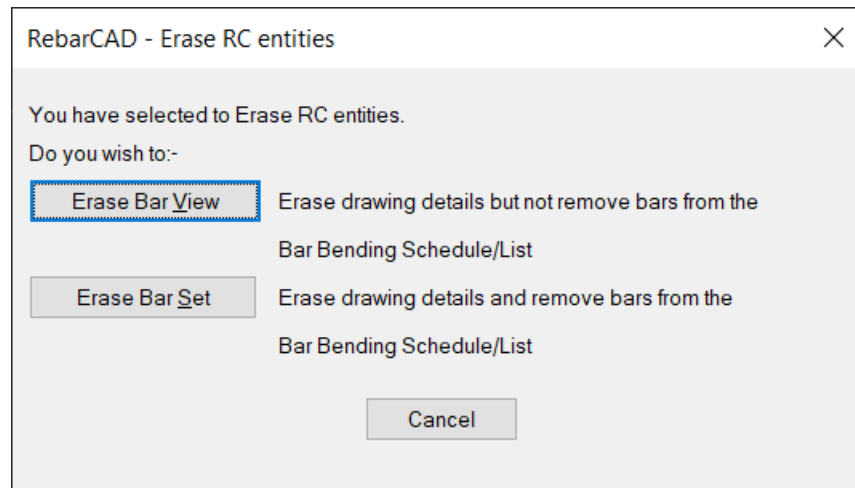 RebarCAD - Erase RC entities
You have selected to Erase RC entities.
Do you wish to:-
Erase Bar View
Erase drawing details but not remove bars from the
Bar Bending Schedule/List
Erase Bar Set
Erase drawing details and remove bars from the
Bar Bending Schedule/List
Cancel